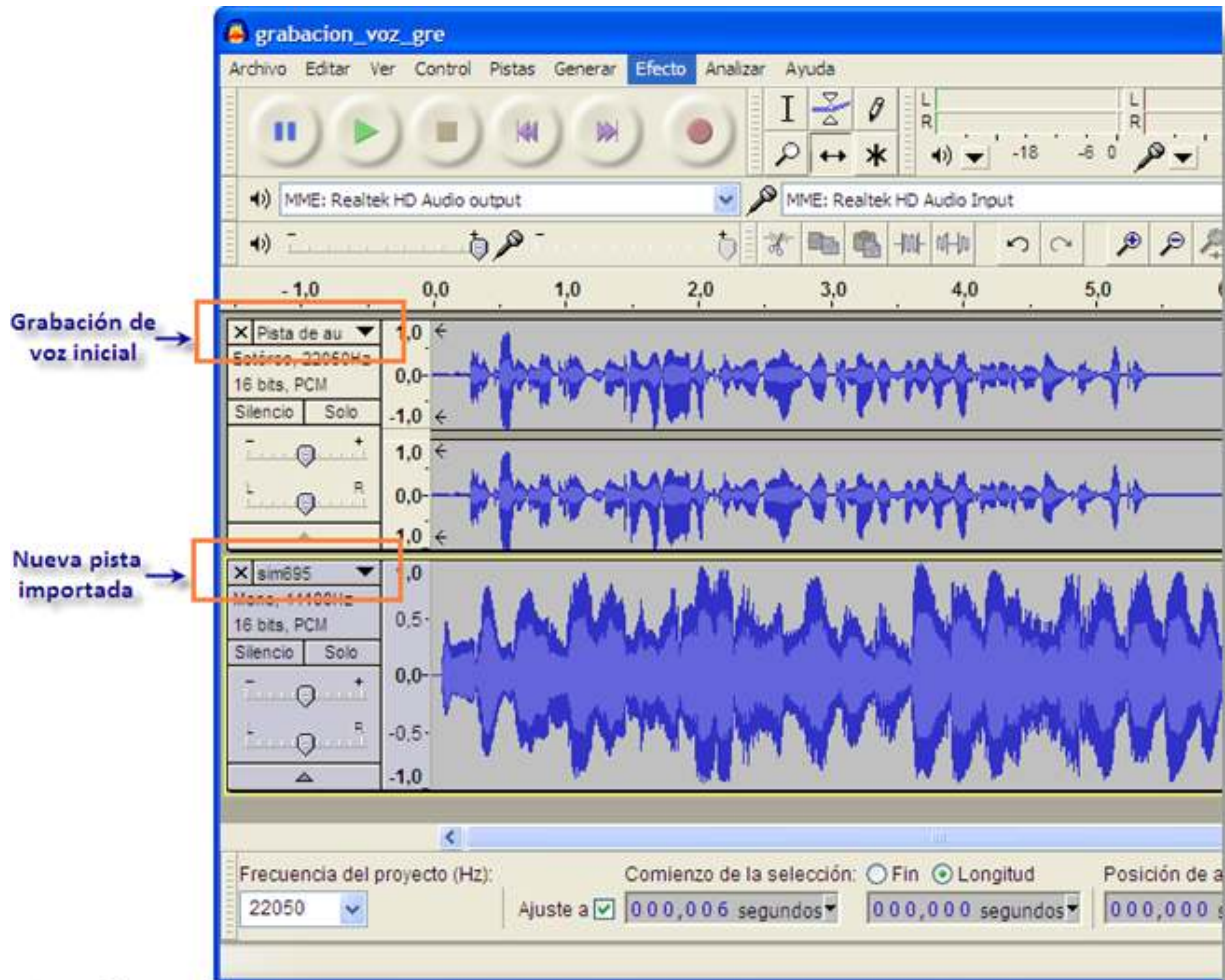 grabacion_voz_gre
Archivo Editar Ver Control Pistas Generar Efecto Analizar Ayuda
L
R
L
R
-18 -6 0
MME: Realtek HD Audio output
MME: Realtek HD Audio Input
- +
- +
- 1,0 0,0 1,0 2,0 3,0 4,0 5,0
Grabación de
voz inicial
X Pista de au
Estéreo, 22050Hz
16 bits, PCM
Silencio Solo
- +
L R
1,0
0,0-
-1,0
1,0
0,0-
1,0
Nueva pista
importada
X sim695
Mono, 44100Hz
16 bits, PCM
Silencio Solo
- +
L R
1,0
0,5-
0,0-
-0,5-
-1,0
Frecuencia del proyecto (Hz):
22050
Comienzo de la selección: Fin Longitud
Posición de a
Ajuste a 000,006 segundos 000,000 segundos 000,000 s